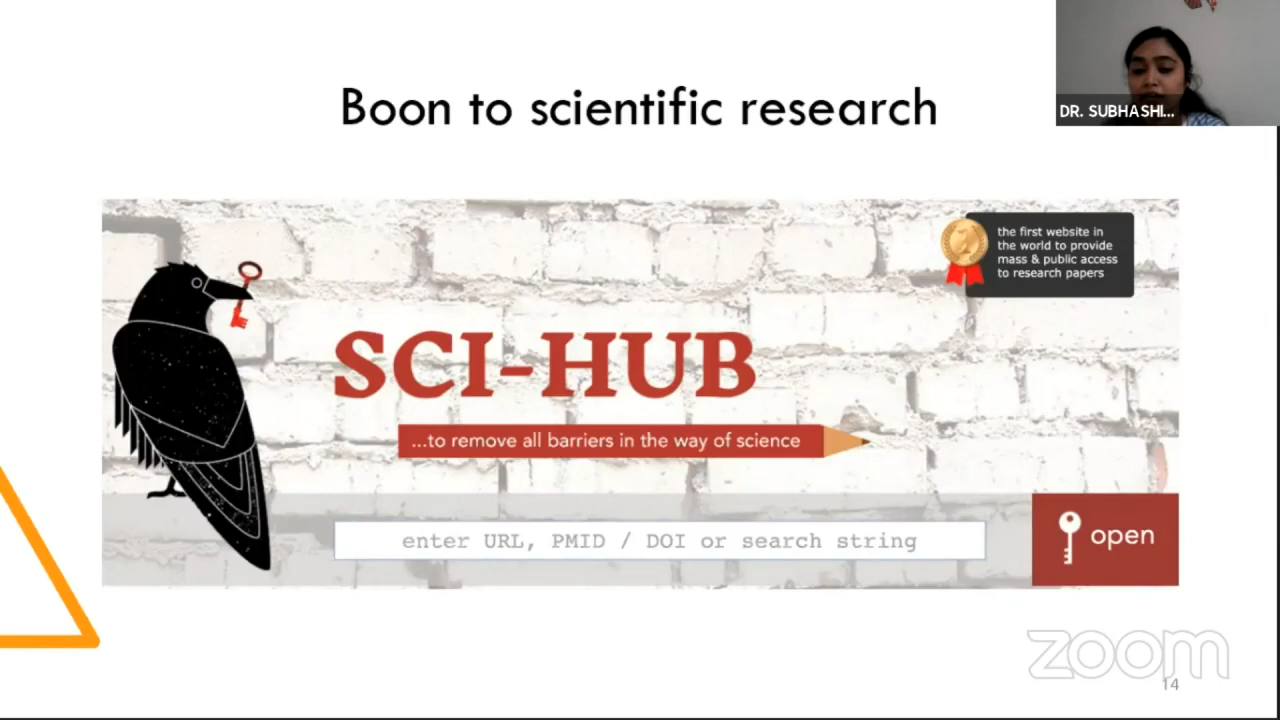 Boon to scientific research
DR. SUBHASHI...
the first website in
the world to provide
mass & public access
to research papers
SCI-HUB
...to remove all barriers in the way of science
enter URL, PMID / DOI or search string
open
zoom
14